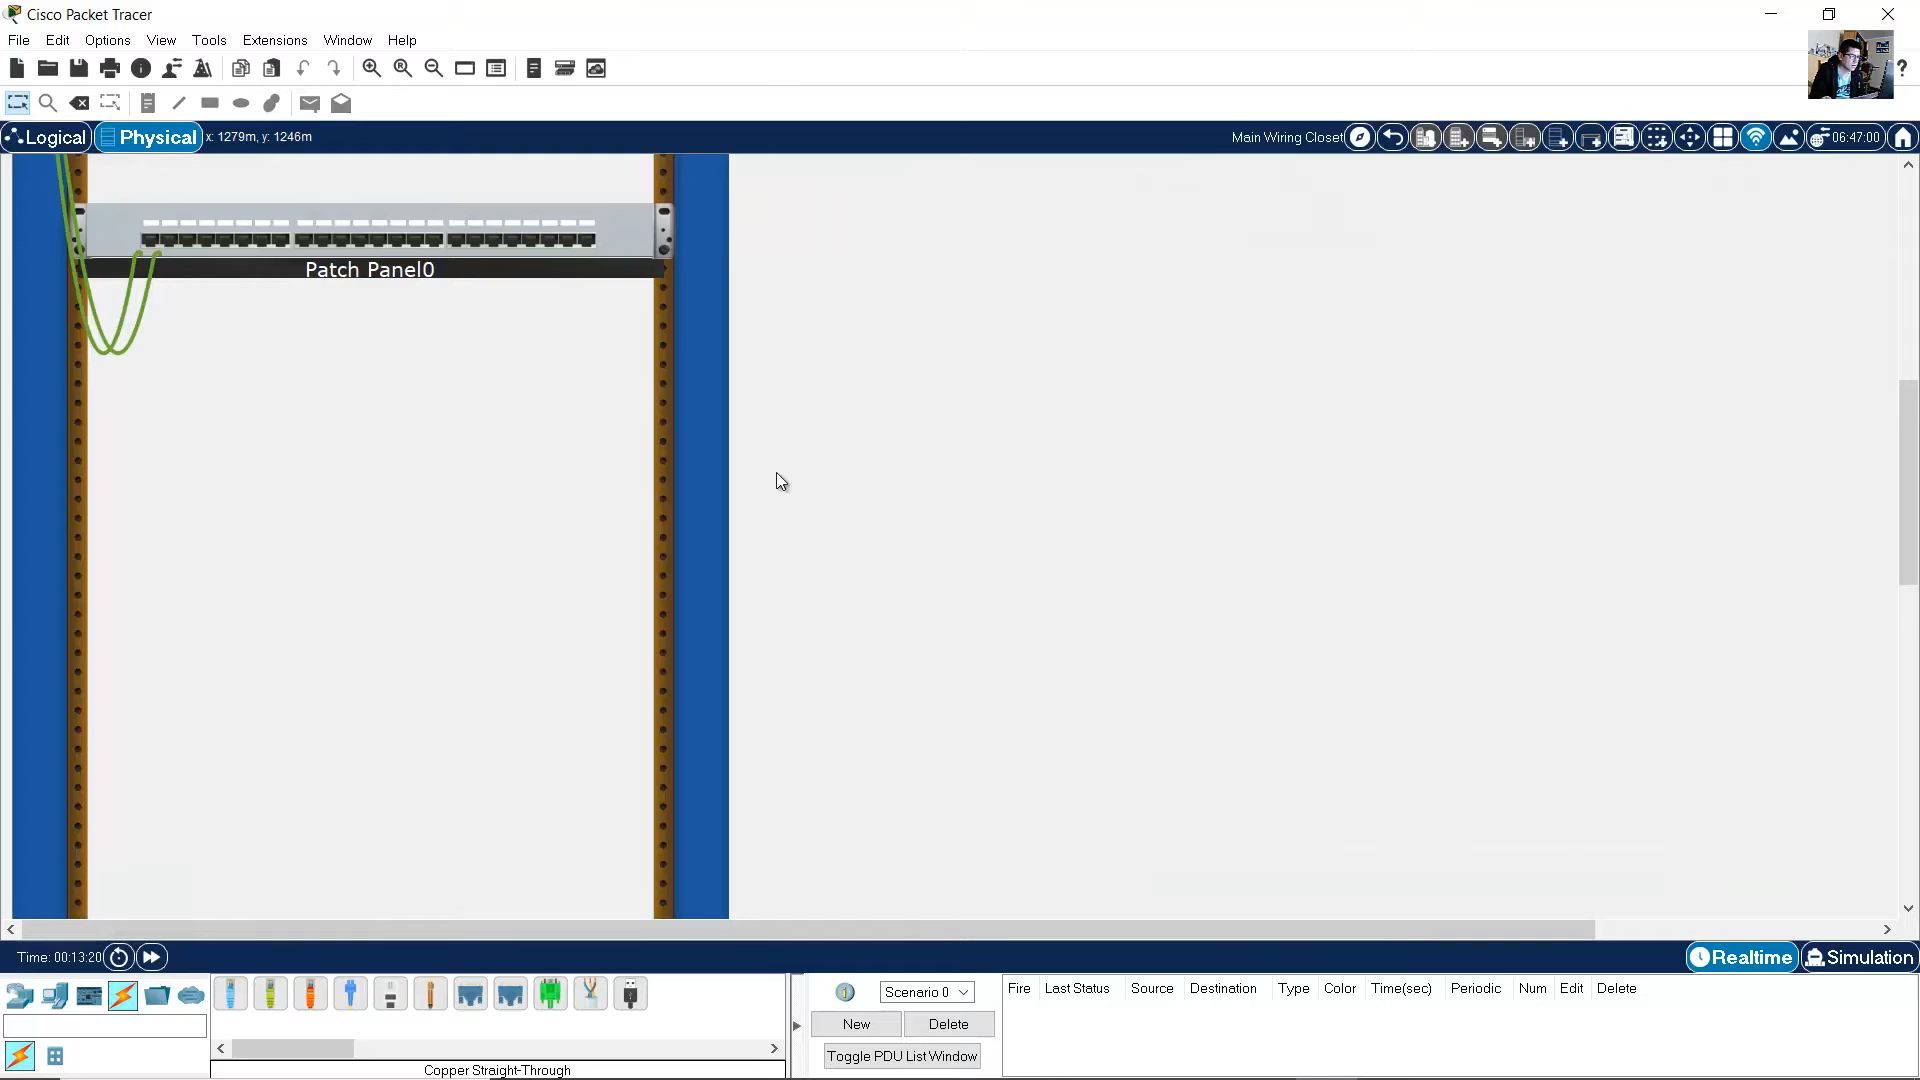 Cisco Packet Tracer
File Edit Options View Tools Extensions Window Help
?
Logical Physical x: 1279m, y: 1246m Main Wiring Closet 06:47:00
Patch Panel0
Time: 00:13:20 Realtime Simulation
Scenario 0 Fire Last Status Source Destination Type Color Time(sec) Periodic Num Edit Delete
New Delete
Toggle PDU List Window
Copper Straight-Through